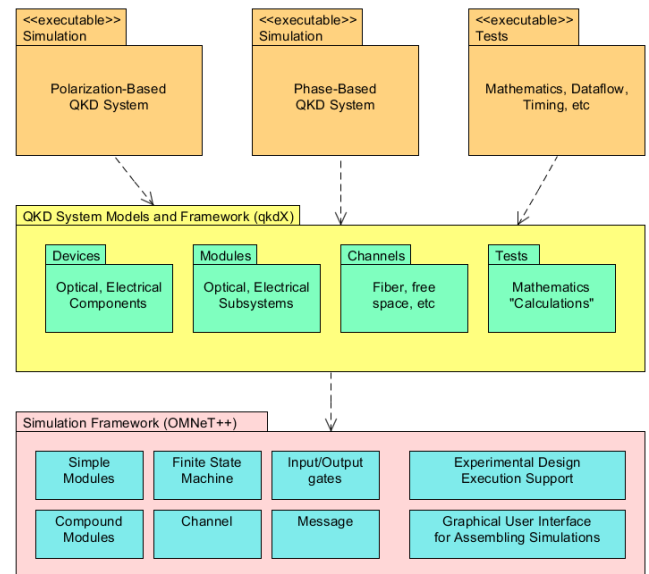 <<executable>>
Simulation
Polarization-Based
QKD System
<<executable>>
Simulation
Phase-Based
QKD System
<<executable>>
Tests
Mathematics, Dataflow,
Timing, etc
QKD System Models and Framework (qkdX)
Devices
Optical, Electrical
Components
Modules
Optical, Electrical
Subsystems
Channels
Fiber, free
space, etc
Tests
Mathematics
"Calculations"
Simulation Framework (OMNeT++)
Simple
Modules
Finite State
Machine
Input/Output
gates
Experimental Design
Execution Support
Compound
Modules
Channel
Message
Graphical User Interface
for Assembling Simulations